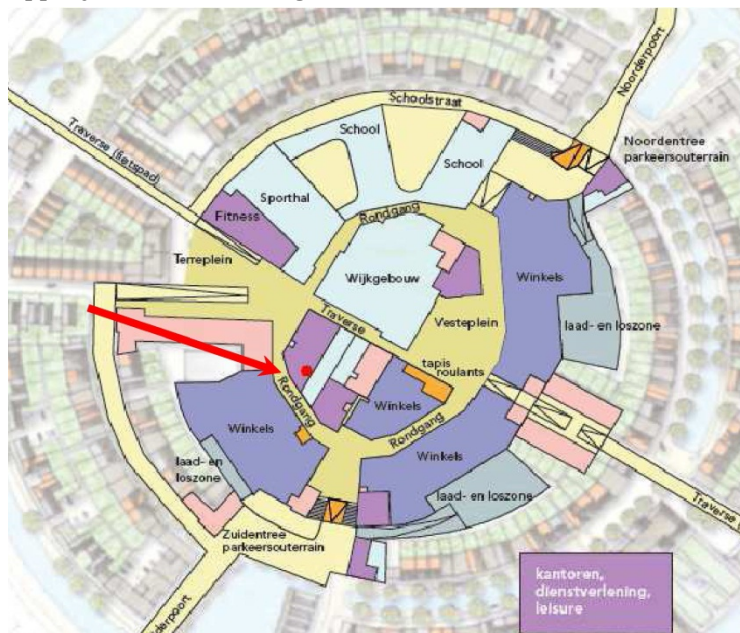 Schoolstraat
Noorderpoort
School
School
Noordentree
parkeersouterrain
Traverse (fietspad)
Sporthal
Fitness
Rondgang
Terreplein
Wijkgebouw
Winkels
Traverse
Vesteplein
laad- en loszone
tapis
roulants
Rondgang
Winkels
Winkels
Rondgang
Winkels
laad- en
loszone
laad- en loszone
Traverse
Zuidentree
parkeersouterrain
kantoren,
dienstverlening,
leisure